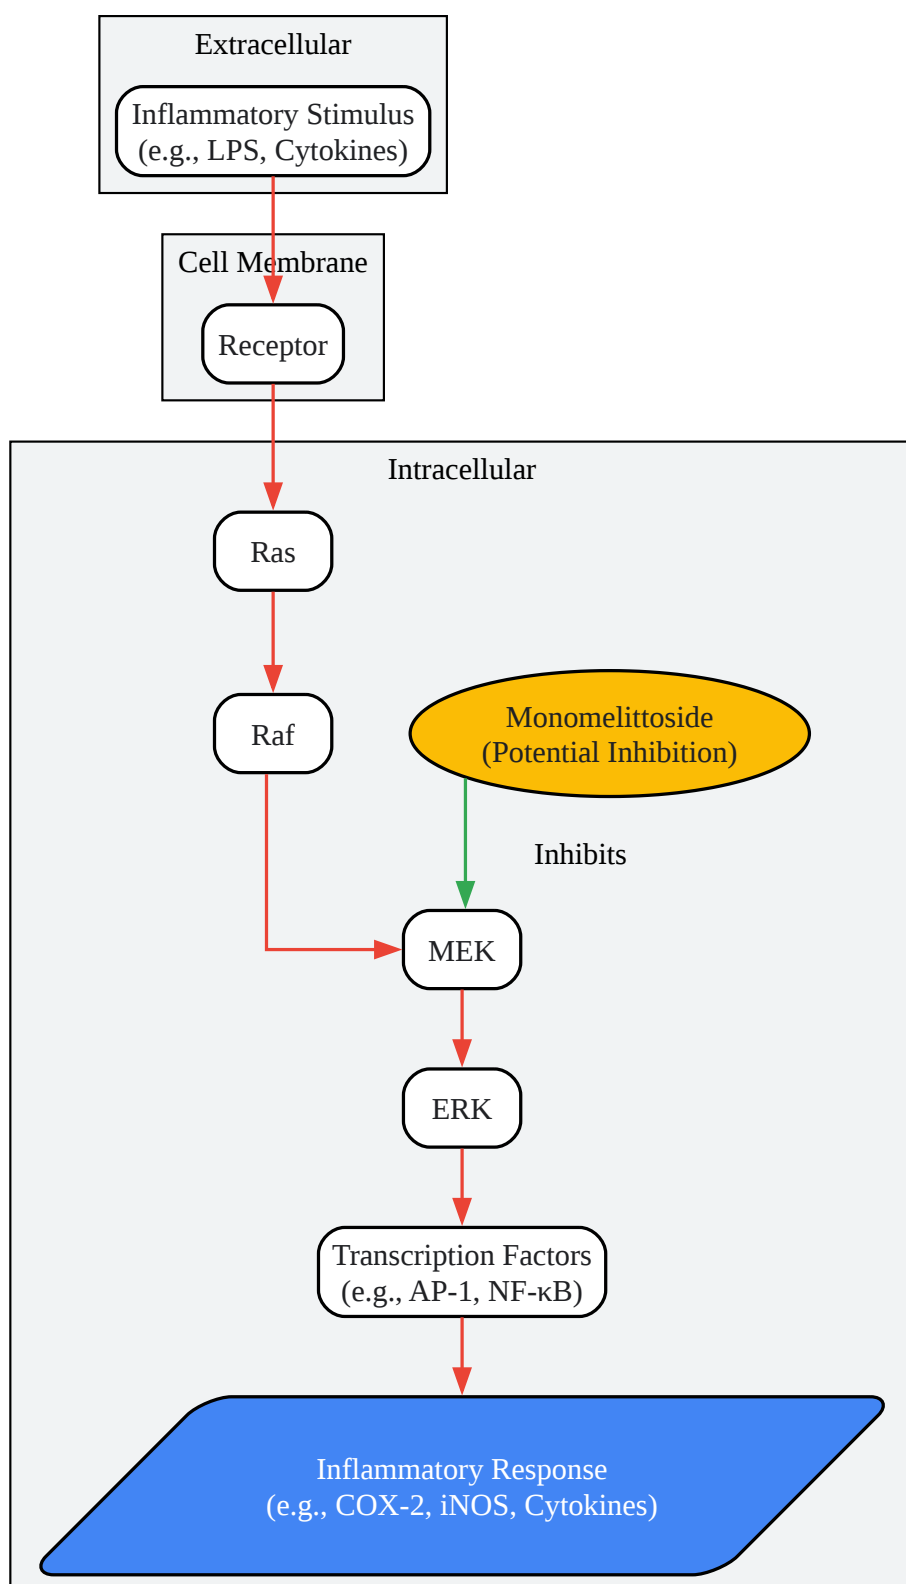 Extracellular
Inflammatory Stimulus
(e.g., LPS, Cytokines)
Cell Membrane
Receptor
Intracellular
Ras
Raf
Monomelittoside
(Potential Inhibition)
Inhibits
MEK
ERK
Transcription Factors
(e.g., AP-1, NF-κB)
Inflammatory Response
(e.g., COX-2, iNOS, Cytokines)